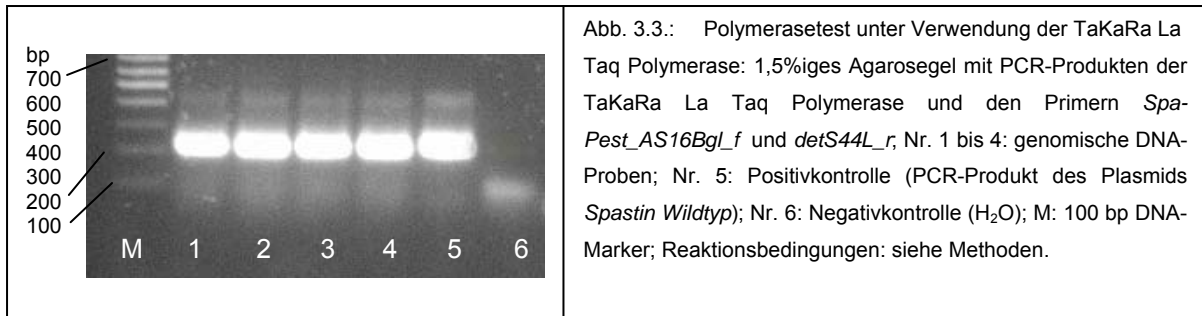 bp
700
600
500
400
300
200
100
M 1 2 3 4 5 6
Abb. 3.3.: Polymerasetest unter Verwendung der TaKaRa La
Taq Polymerase: 1,5%iges Agarosegel mit PCR-Produkten der
TaKaRa La Taq Polymerase und den Primern Spa-
Pest_AS16Bgl_f und detS44L_r; Nr. 1 bis 4: genomische DNA-
Proben; Nr. 5: Positivkontrolle (PCR-Produkt des Plasmids
Spastin Wildtyp); Nr. 6: Negativkontrolle (H₂O); M: 100 bp DNA-
Marker; Reaktionsbedingungen: siehe Methoden.